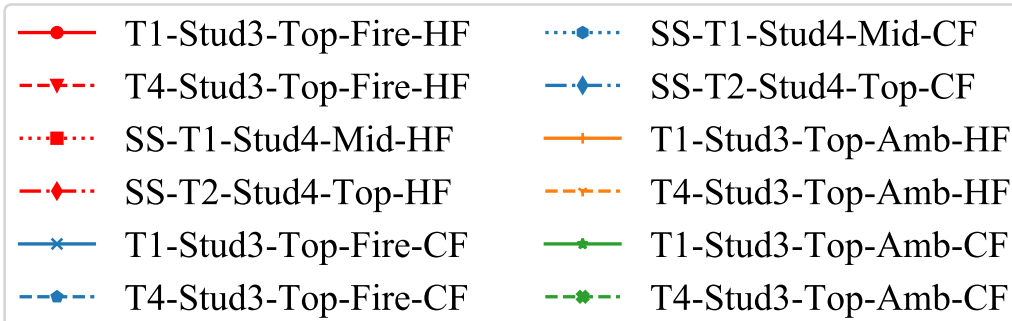 T1-Stud3-Top-Fire-HF
T4-Stud3-Top-Fire-HF
SS-T1-Stud4-Mid-HF
SS-T2-Stud4-Top-HF
T1-Stud3-Top-Fire-CF
T4-Stud3-Top-Fire-CF
SS-T1-Stud4-Mid-CF
SS-T2-Stud4-Top-CF
T1-Stud3-Top-Amb-HF
T4-Stud3-Top-Amb-HF
T1-Stud3-Top-Amb-CF
T4-Stud3-Top-Amb-CF